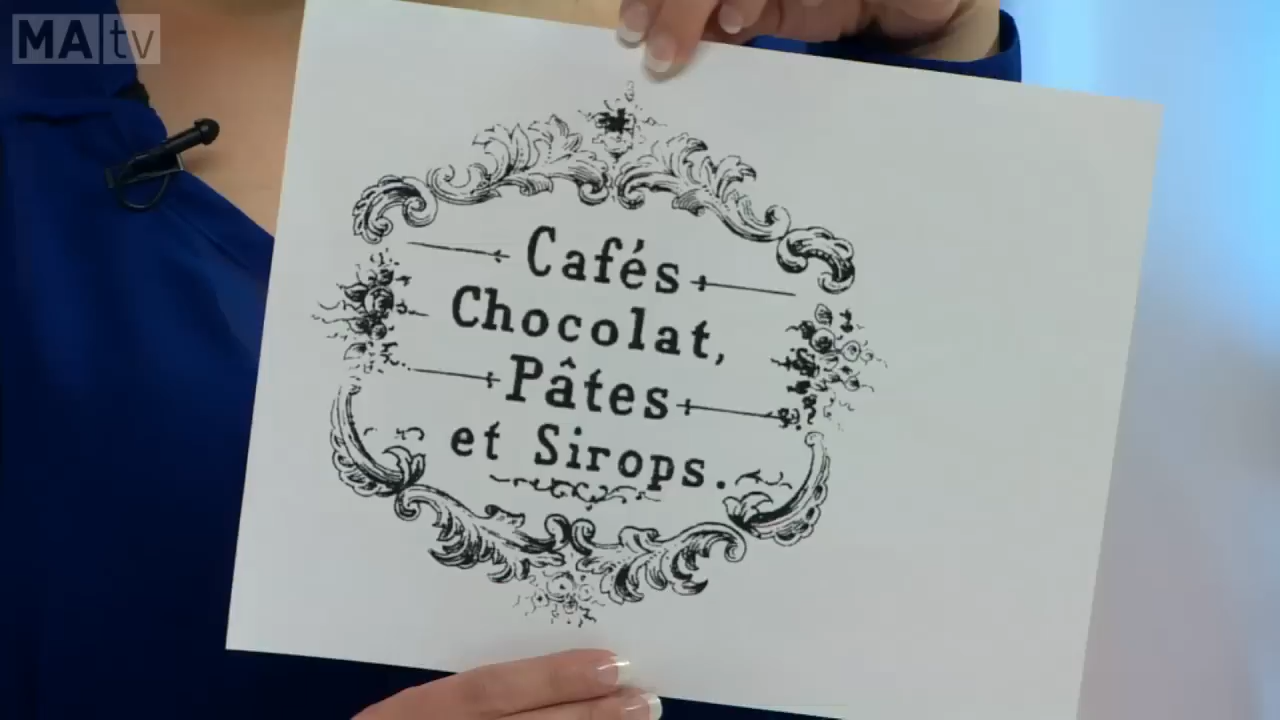 MAtv
Cafés
Chocolat,
Pâtes
et Sirops.